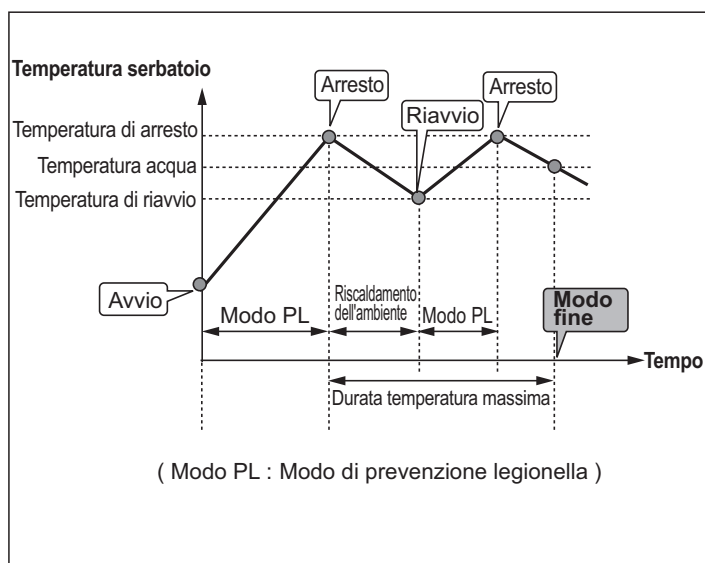 Temperatura serbatoio
Arresto
Arresto
Riavvio
Temperatura di arresto
Temperatura acqua
Temperatura di riavvio
Avvio
Modo PL
Riscaldamento
dell'ambiente
Modo PL
Modo
fine
Tempo
Durata temperatura massima
( Modo PL : Modo di prevenzione legionella )